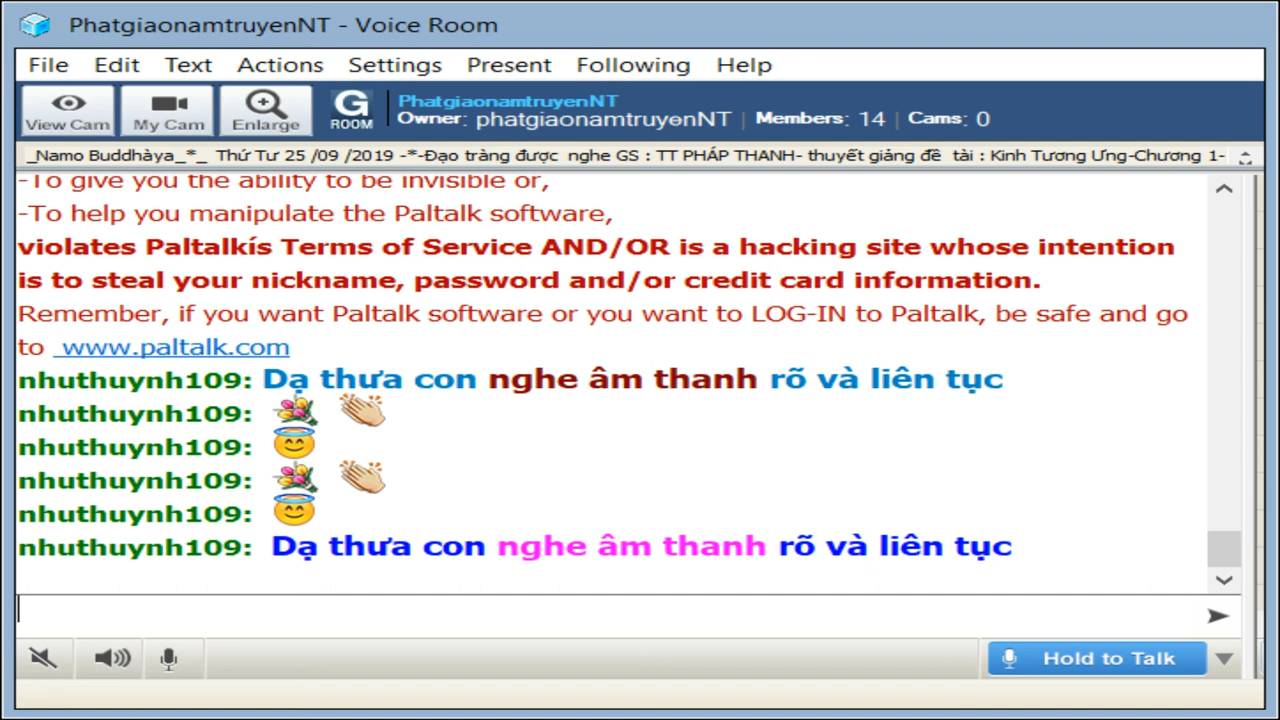 PhatgiaonamtruyenNT - Voice Room
File Edit Text Actions Settings Present Following Help
View Cam My Cam Enlarge G ROOM
PhatgiaonamtruyenNT
Owner: phatgiaonamtruyenNT | Members: 14 | Cams: 0
_Namo Buddhàya_*_ Thứ Tư 25 /09 /2019 -*-Đạo tràng được nghe GS : TT PHÁP THANH- thuyết giảng đề tài : Kinh Tương Ưng-Chương 1-
-To give you the ability to be invisible or,
-To help you manipulate the Paltalk software,
violates Paltalkís Terms of Service AND/OR is a hacking site whose intention
is to steal your nickname, password and/or credit card information.
Remember, if you want Paltalk software or you want to LOG-IN to Paltalk, be safe and go
to www.paltalk.com
nhuthuynh109: Dạ thưa con nghe âm thanh rõ và liên tục
nhuthuynh109:
nhuthuynh109:
nhuthuynh109:
nhuthuynh109:
nhuthuynh109: Dạ thưa con nghe âm thanh rõ và liên tục
Hold to Talk